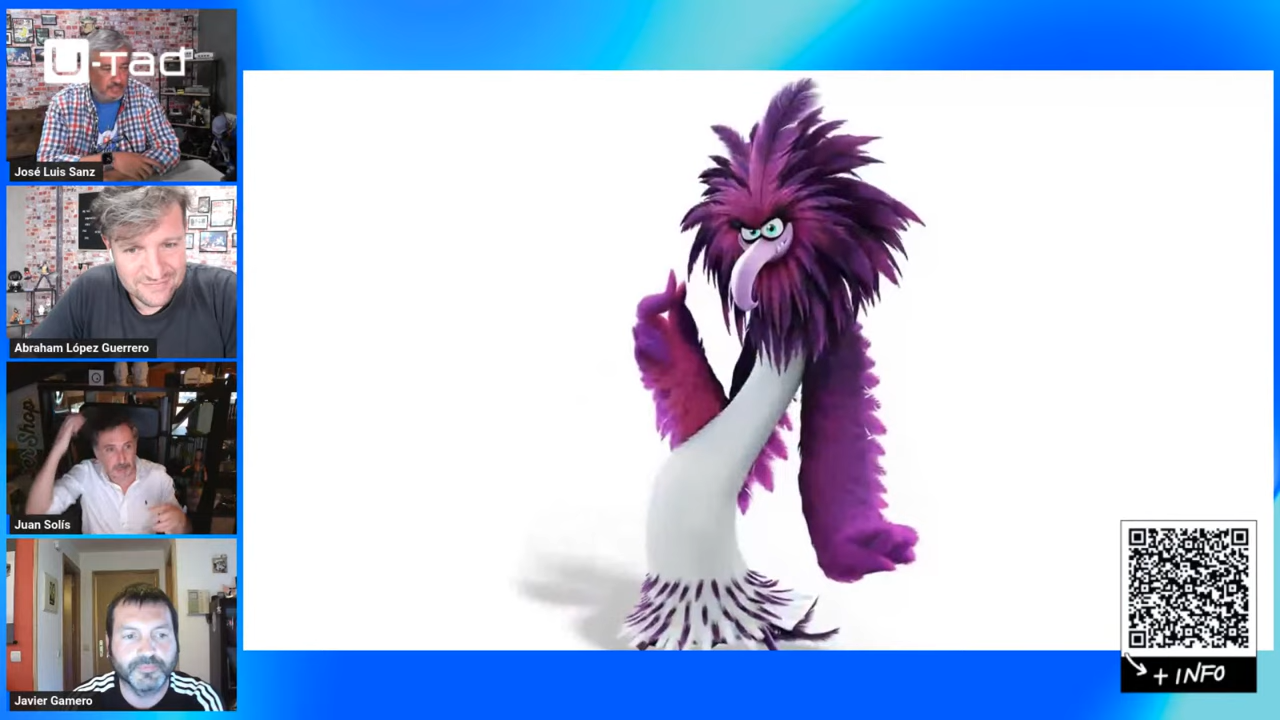 U-Tad
José Luis Sanz
Abraham López Guerrero
Juan Solís
Javier Gamero
+ INFO